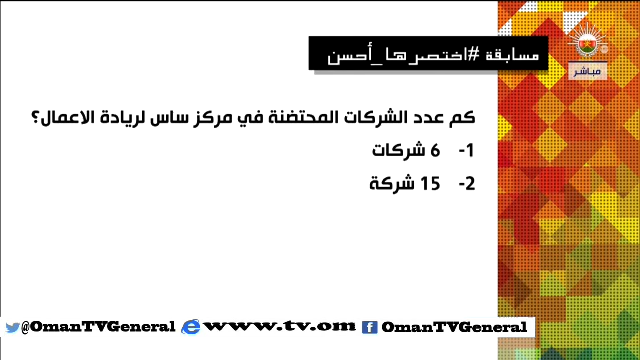 مسابقة #اختصرها_أحسن
مباشر
كم عدد الشركات المحتضنة في مركز ساس لريادة الاعمال؟
1- 6 شركات
2- 15 شركة
@OmanTVGeneral www.tv.om OmanTVGeneral